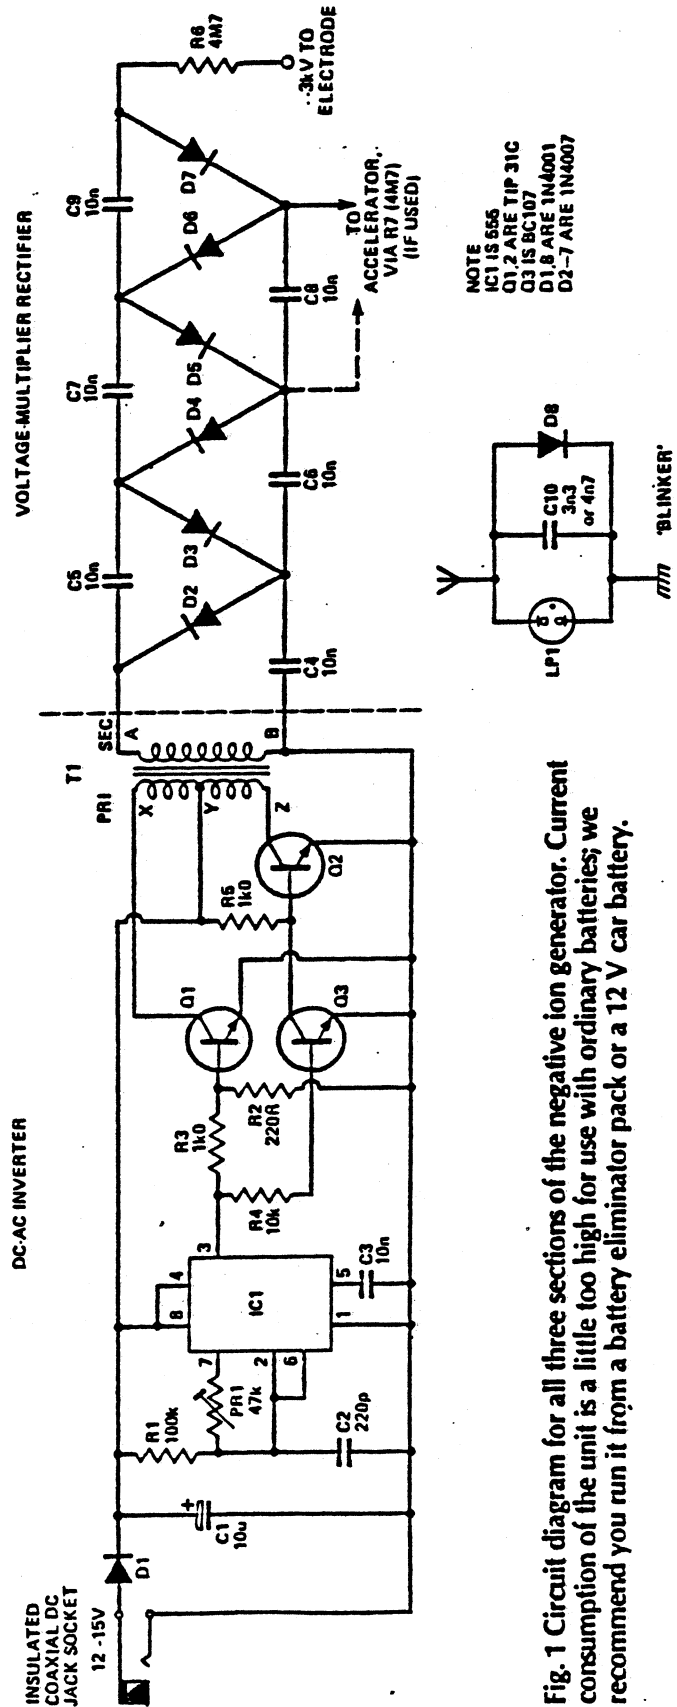 DC-AC INVERTER
VOLTAGE-MULTIPLIER RECTIFIER
INSULATED
COAXIAL DC
JACK SOCKET
12 -15V
D1
C1
10u
R1
100k
PR1
47k
C2
220p
7
2
6
8
4
IC1
3
1
5
C3
10n
R3
1k0
R4
10k
R2
220R
Q1
Q3
R5
1k0
Q2
T1
PRI
SEC
X
Y
Z
A
B
C5
10n
C7
10n
C9
10n
D2
D3
D4
D5
D6
D7
C4
10n
C6
10n
C8
10n
R6
4M7
--3kV TO
ELECTRODE
TO
ACCELERATOR,
VIA R7 (4M7)
(IF USED)
LP1
C10
3n3
or 4n7
D8
'BLINKER'
NOTE
IC1 IS 555
Q1,2 ARE TIP 31C
Q3 IS BC107
D1,8 ARE 1N4001
D2–7 ARE 1N4007
Fig. 1 Circuit diagram for all three sections of the negative ion generator. Current
consumption of the unit is a little too high for use with ordinary batteries; we
recommend you run it from a battery eliminator pack or a 12 V car battery.